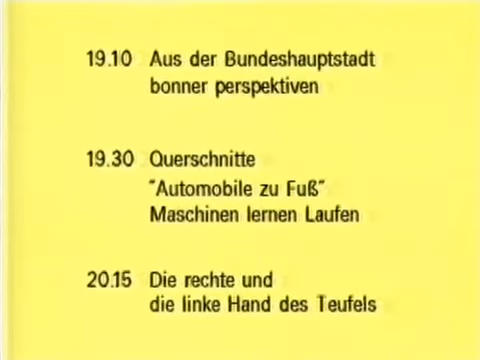 19.10 Aus der Bundeshauptstadt
bonner perspektiven
19.30 Querschnitte
"Automobile zu Fuß"
Maschinen lernen Laufen
20.15 Die rechte und
die linke Hand des Teufels